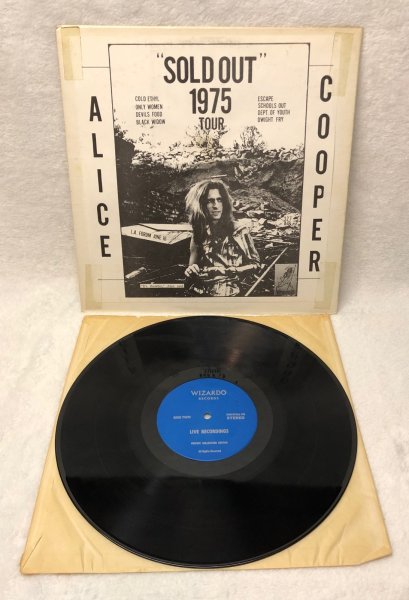 "SOLD OUT"
1975
TOUR
COLD ETHYL
ONLY WOMEN
DEVILS FOOD
BLACK WIDOW
ESCAPE
SCHOOLS OUT
DEPT OF YOUTH
DWIGHT FRY
ALICE
COOPER
L.A. FORUM JUNE
WIZARDO
RECORDS
STEREO
LIVE RECORDINGS
All Rights Reserved